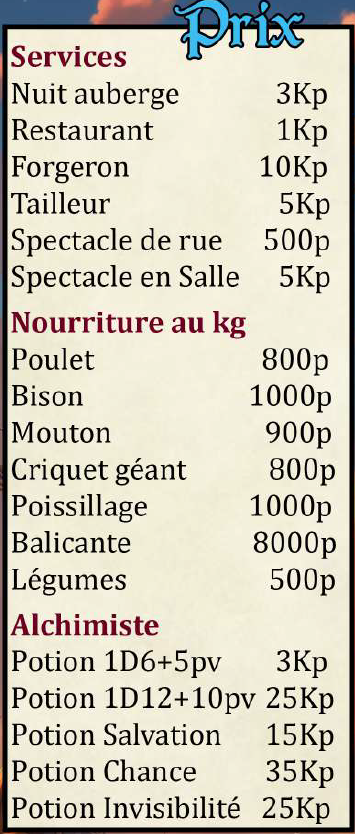 Prix
Services
Nuit auberge 3Kp
Restaurant 1Kp
Forgeron 10Kp
Tailleur 5Kp
Spectacle de rue 500p
Spectacle en Salle 5Kp
Nourriture au kg
Poulet 800p
Bison 1000p
Mouton 900p
Criquet géant 800p
Poissillage 1000p
Balicante 8000p
Légumes 500p
Alchimiste
Potion 1D6+5pv 3Kp
Potion 1D12+10pv 25Kp
Potion Salvation 15Kp
Potion Chance 35Kp
Potion Invisibilité 25Kp